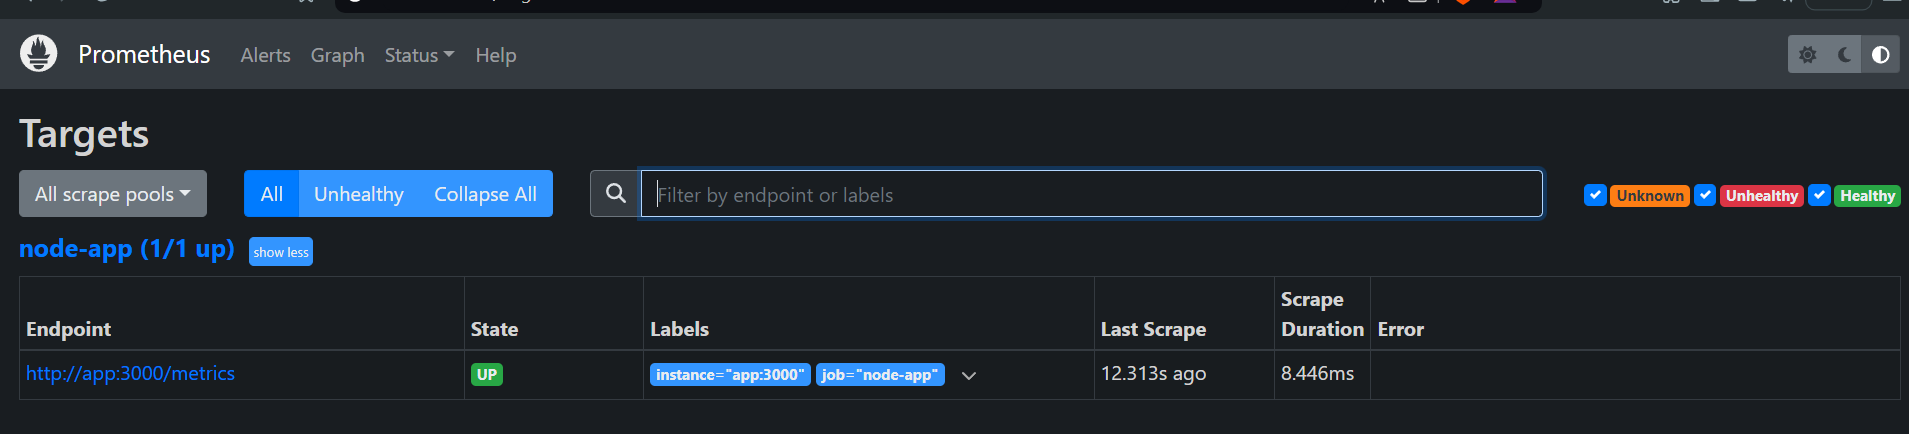 Prometheus Alerts Graph Status Help
Targets
All scrape pools All Unhealthy Collapse All Filter by endpoint or labels Unknown Unhealthy Healthy
node-app (1/1 up) show less
Endpoint State Labels Last Scrape Scrape Duration Error
http://app:3000/metrics UP instance="app:3000" job="node-app" 12.313s ago 8.446ms